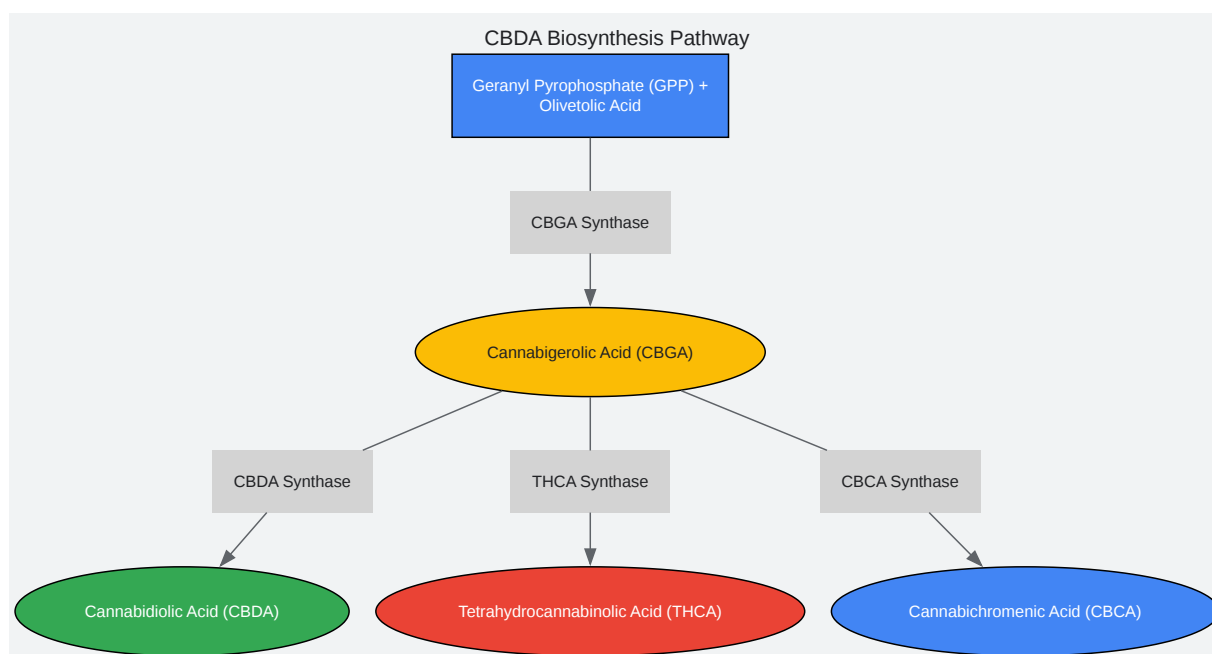 CBDA Biosynthesis Pathway
Geranyl Pyrophosphate (GPP) +
Olivetolic Acid
CBGA Synthase
Cannabigerolic Acid (CBGA)
CBDA Synthase
THCA Synthase
CBCA Synthase
Cannabidiolic Acid (CBDA)
Tetrahydrocannabinolic Acid (THCA)
Cannabichromenic Acid (CBCA)